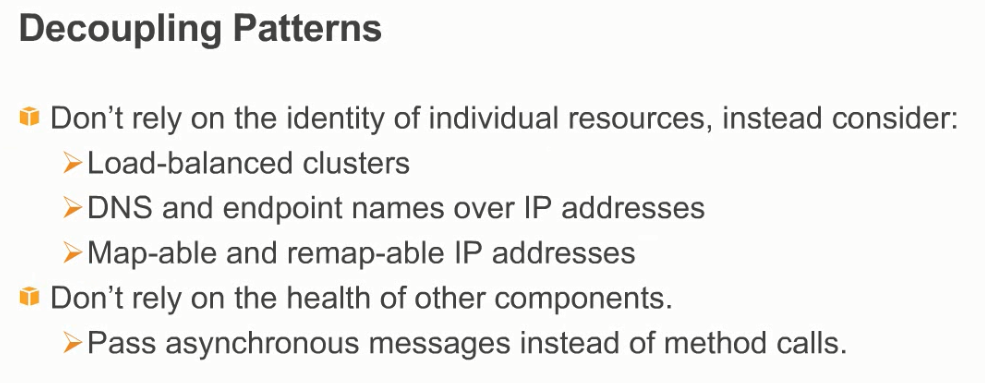 Decoupling Patterns
Don’t rely on the identity of individual resources, instead consider:
Load-balanced clusters
DNS and endpoint names over IP addresses
Map-able and remap-able IP addresses
Don’t rely on the health of other components.
Pass asynchronous messages instead of method calls.